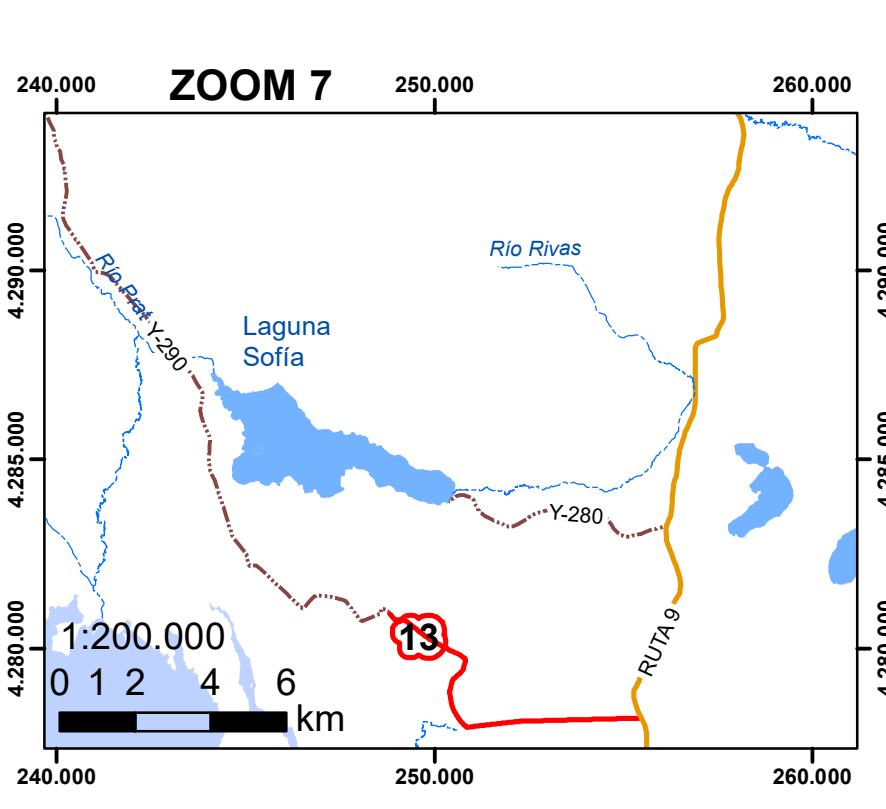 ZOOM 7
240.000
250.000
260.000
4.290.000
4.285.000
4.280.000
Río Rivas
Río Prat
Y-290
Laguna
Sofía
Y-280
RUTA 9
13
1:200.000
0 1 2 4 6
km
240.000
250.000
260.000